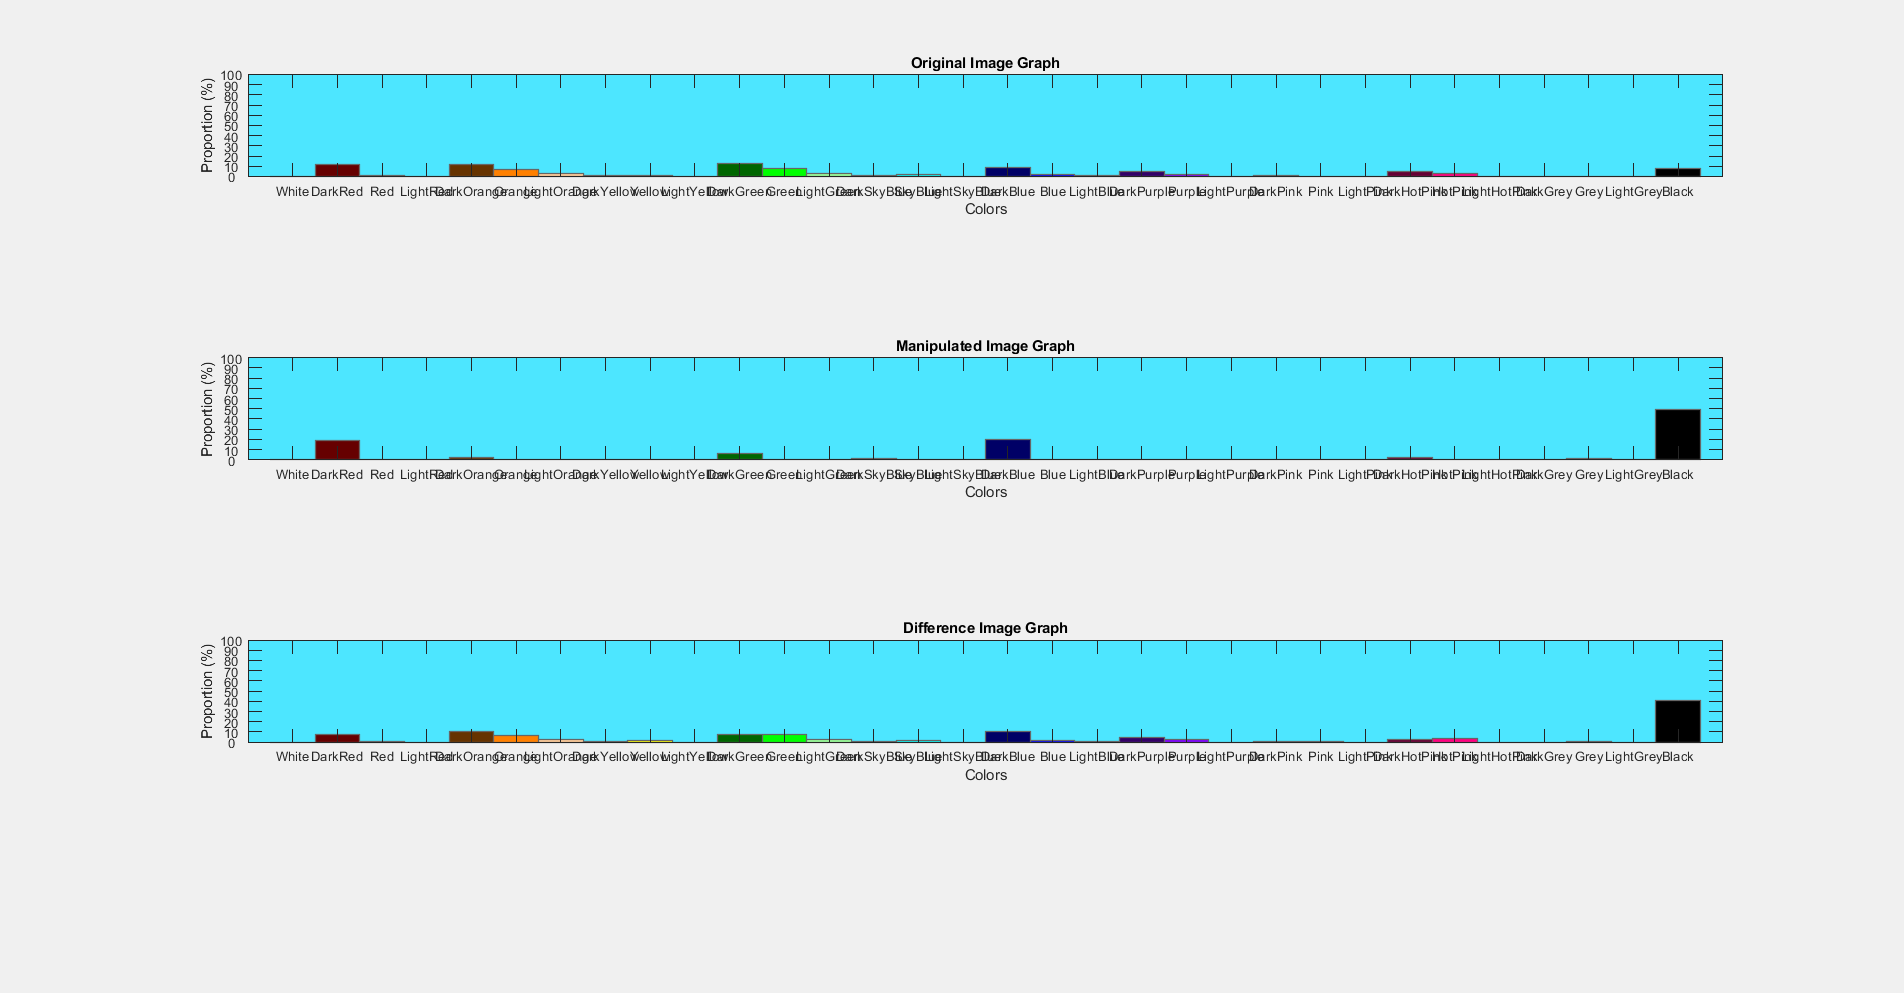 Original Image Graph
Proportion (%)
100
90
80
70
60
50
40
30
20
10
0
White DarkRed Red LightRed DarkOrange Orange LightOrange DarkYellow Yellow LightYellow DarkGreen Green LightGreen DarkSkyBlue SkyBlue LightSkyBlue DarkBlue Blue LightBlue DarkPurple Purple LightPurple DarkPink Pink LightPink DarkHotPink HotPink LightHotPink DarkGrey Grey LightGrey Black
Colors
Manipulated Image Graph
Proportion (%)
100
90
80
70
60
50
40
30
20
10
0
White DarkRed Red LightRed DarkOrange Orange LightOrange DarkYellow Yellow LightYellow DarkGreen Green LightGreen DarkSkyBlue SkyBlue LightSkyBlue DarkBlue Blue LightBlue DarkPurple Purple LightPurple DarkPink Pink LightPink DarkHotPink HotPink LightHotPink DarkGrey Grey LightGrey Black
Colors
Difference Image Graph
Proportion (%)
100
90
80
70
60
50
40
30
20
10
0
White DarkRed Red LightRed DarkOrange Orange LightOrange DarkYellow Yellow LightYellow DarkGreen Green LightGreen DarkSkyBlue SkyBlue LightSkyBlue DarkBlue Blue LightBlue DarkPurple Purple LightPurple DarkPink Pink LightPink DarkHotPink HotPink LightHotPink DarkGrey Grey LightGrey Black
Colors